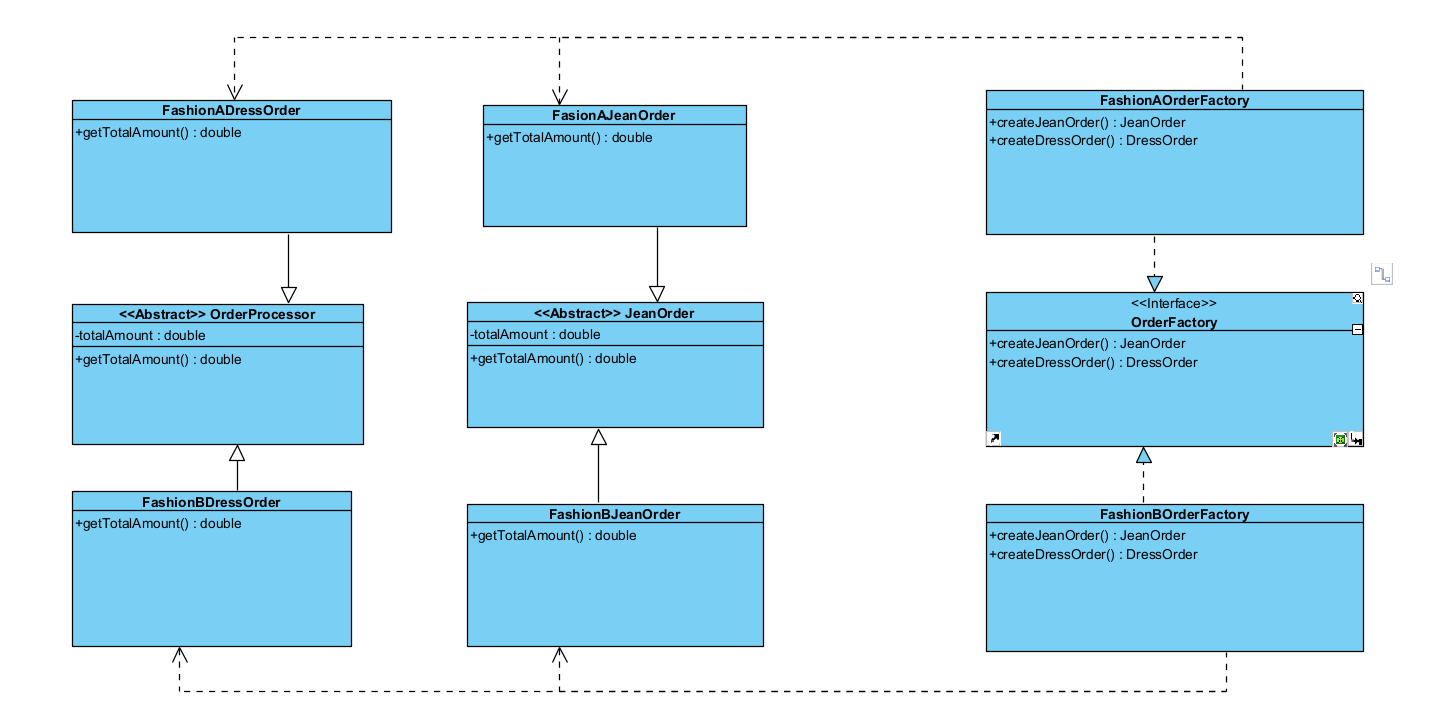 FashionADressOrder
+getTotalAmount() : double
FasionAJeanOrder
+getTotalAmount() : double
FashionAOrderFactory
+createJeanOrder() : JeanOrder
+createDressOrder() : DressOrder
<<Abstract>> OrderProcessor
-totalAmount : double
+getTotalAmount() : double
<<Abstract>> JeanOrder
-totalAmount : double
+getTotalAmount() : double
<<Interface>>
OrderFactory
+createJeanOrder() : JeanOrder
+createDressOrder() : DressOrder
FashionBDressOrder
+getTotalAmount() : double
FashionBJeanOrder
+getTotalAmount() : double
FashionBOrderFactory
+createJeanOrder() : JeanOrder
+createDressOrder() : DressOrder